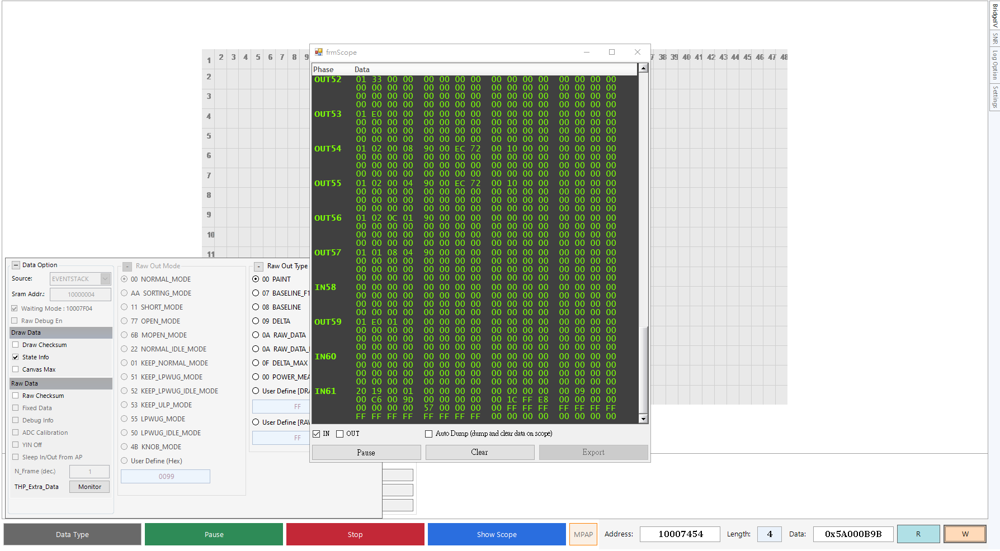 BridgeIV
SNR
Log Option
Settings
1 2 3 4 5 6 7 8 9
38 39 40 41 42 43 44 45 46 47 48
2
3
4
5
6
7
8
9
10
11
frmScope
Phase Data
OUT52 01 33 00 00 00 00 00 00 00 00 00 00 00 00 00 00
00 00 00 00 00 00 00 00 00 00 00 00 00 00 00 00
00 00 00 00 00 00 00 00 00 00 00 00 00 00 00 00
00 00 00 00 00 00 00 00 00 00 00 00 00 00 00 00
OUT53 01 E0 00 00 00 00 00 00 00 00 00 00 00 00 00 00
00 00 00 00 00 00 00 00 00 00 00 00 00 00 00 00
00 00 00 00 00 00 00 00 00 00 00 00 00 00 00 00
00 00 00 00 00 00 00 00 00 00 00 00 00 00 00 00
OUT54 01 02 00 08 90 00 EC 72 00 10 00 00 00 00 00 00
00 00 00 00 00 00 00 00 00 00 00 00 00 00 00 00
00 00 00 00 00 00 00 00 00 00 00 00 00 00 00 00
00 00 00 00 00 00 00 00 00 00 00 00 00 00 00 00
OUT55 01 02 00 04 90 00 EC 72 00 10 00 00 00 00 00 00
00 00 00 00 00 00 00 00 00 00 00 00 00 00 00 00
00 00 00 00 00 00 00 00 00 00 00 00 00 00 00 00
00 00 00 00 00 00 00 00 00 00 00 00 00 00 00 00
OUT56 01 02 0C 01 90 00 00 00 00 00 00 00 00 00 00 00
00 00 00 00 00 00 00 00 00 00 00 00 00 00 00 00
00 00 00 00 00 00 00 00 00 00 00 00 00 00 00 00
00 00 00 00 00 00 00 00 00 00 00 00 00 00 00 00
OUT57 01 01 08 04 90 00 00 00 00 00 00 00 00 00 00 00
00 00 00 00 00 00 00 00 00 00 00 00 00 00 00 00
00 00 00 00 00 00 00 00 00 00 00 00 00 00 00 00
00 00 00 00 00 00 00 00 00 00 00 00 00 00 00 00
IN58 00 00 00 00 00 00 00 00 00 00 00 00 00 00 00 00
00 00 00 00 00 00 00 00 00 00 00 00 00 00 00 00
00 00 00 00 00 00 00 00 00 00 00 00 00 00 00 00
00 00 00 00 00 00 00 00 00 00 00 00 00 00 00 00
OUT59 01 E0 01 00 00 00 00 00 00 00 00 00 00 00 00 00
00 00 00 00 00 00 00 00 00 00 00 00 00 00 00 00
00 00 00 00 00 00 00 00 00 00 00 00 00 00 00 00
00 00 00 00 00 00 00 00 00 00 00 00 00 00 00 00
IN60 00 00 00 00 00 00 00 00 00 00 00 00 00 00 00 00
00 00 00 00 00 00 00 00 00 00 00 00 00 00 00 00
00 00 00 00 00 00 00 00 00 00 00 00 00 00 00 00
00 00 00 00 00 00 00 00 00 00 00 00 00 00 00 00
IN61 20 19 00 01 00 00 00 00 00 00 00 00 00 09 00 00
00 C6 00 9D 00 00 00 00 00 1C FF E8 00 00 00 00
00 00 00 00 57 00 00 00 00 FF FF FF FF FF FF FF
FF FF FF FF FF FF FF FF 00 00 00 00 00 00 00 00
IN OUT Auto Dump (dump and clear data on scope)
Pause Clear Export
Data Option
Source: EVENTSTACK
Sram Addr.: 10000004
Waiting Mode : 10007F04
Raw Debug En
Draw Data
Draw Checksum
State Info
Canvas Max
Raw Data
Raw Checksum
Fixed Data
Debug Info
ADC Calibration
YIN Off
Sleep In/Out From AP
N_Frame (dec.) 1
THP_Extra_Data Monitor
- Raw Out Mode
00 NORMAL_MODE
AA SORTING_MODE
11 SHORT_MODE
77 OPEN_MODE
6B MOPEN_MODE
22 NORMAL_IDLE_MODE
01 KEEP_NORMAL_MODE
51 KEEP_LPWUG_MODE
52 KEEP_LPWUG_IDLE_MODE
53 KEEP_ULP_MODE
55 LPWUG_MODE
50 LPWUG_IDLE_MODE
4B KNOB_MODE
User Define (Hex)
0099
- Raw Out Type
00 PAINT
07 BASELINE_F1
08 BASELINE
09 DELTA
0A RAW_DATA
0A RAW_DATA_
0F DELTA_MAX
00 POWER_MEA
User Define [DRA
FF
User Define [RAW
FF
Data Type Pause Stop Show Scope MPAP Address: 10007454 Length: 4 Data: 0x5A000B9B R W